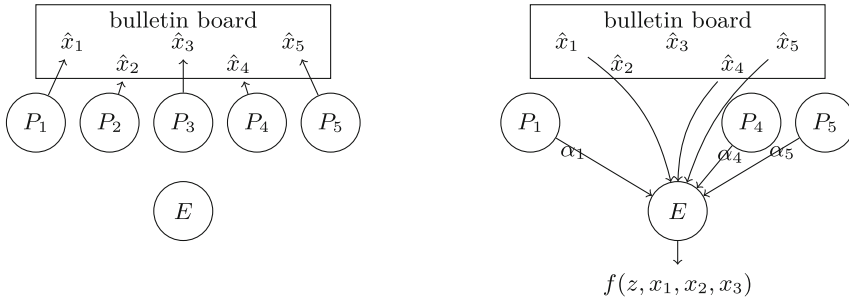 bulletin board
x̂₁ x̂₃ x̂₅
x̂₂ x̂₄
P₁ P₂ P₃ P₄ P₅
E
bulletin board
x̂₁ x̂₃ x̂₅
x̂₂ x̂₄
P₁ P₄ P₅
α₁ α₄ α₅
E
f(z, x₁, x₂, x₃)